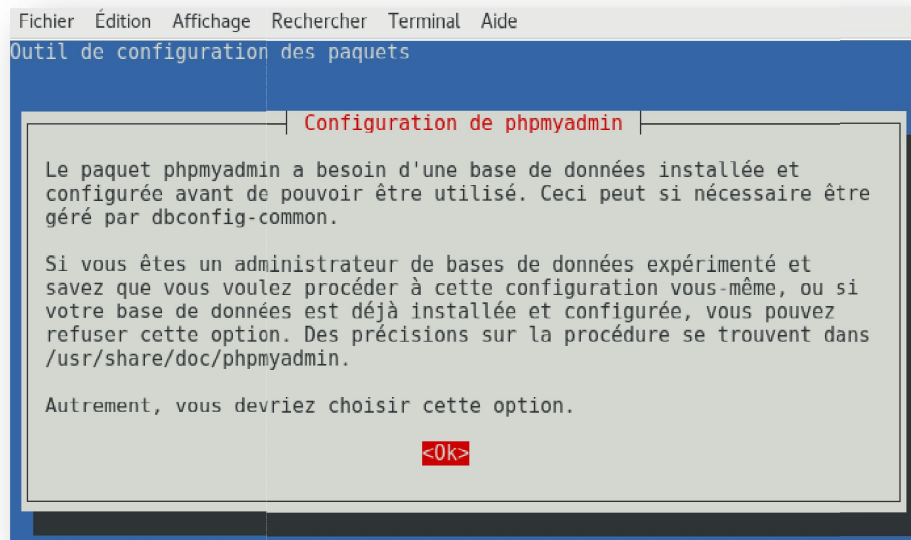 Fichier Édition Affichage Rechercher Terminal Aide
Outil de configuration des paquets
Configuration de phpmyadmin
Le paquet phpmyadmin a besoin d'une base de données installée et
configurée avant de pouvoir être utilisé. Ceci peut si nécessaire être
géré par dbconfig-common.
Si vous êtes un administrateur de bases de données expérimenté et
savez que vous voulez procéder à cette configuration vous-même, ou si
votre base de données est déjà installée et configurée, vous pouvez
refuser cette option. Des précisions sur la procédure se trouvent dans
/usr/share/doc/phpmyadmin.
Autrement, vous devriez choisir cette option.
<Ok>